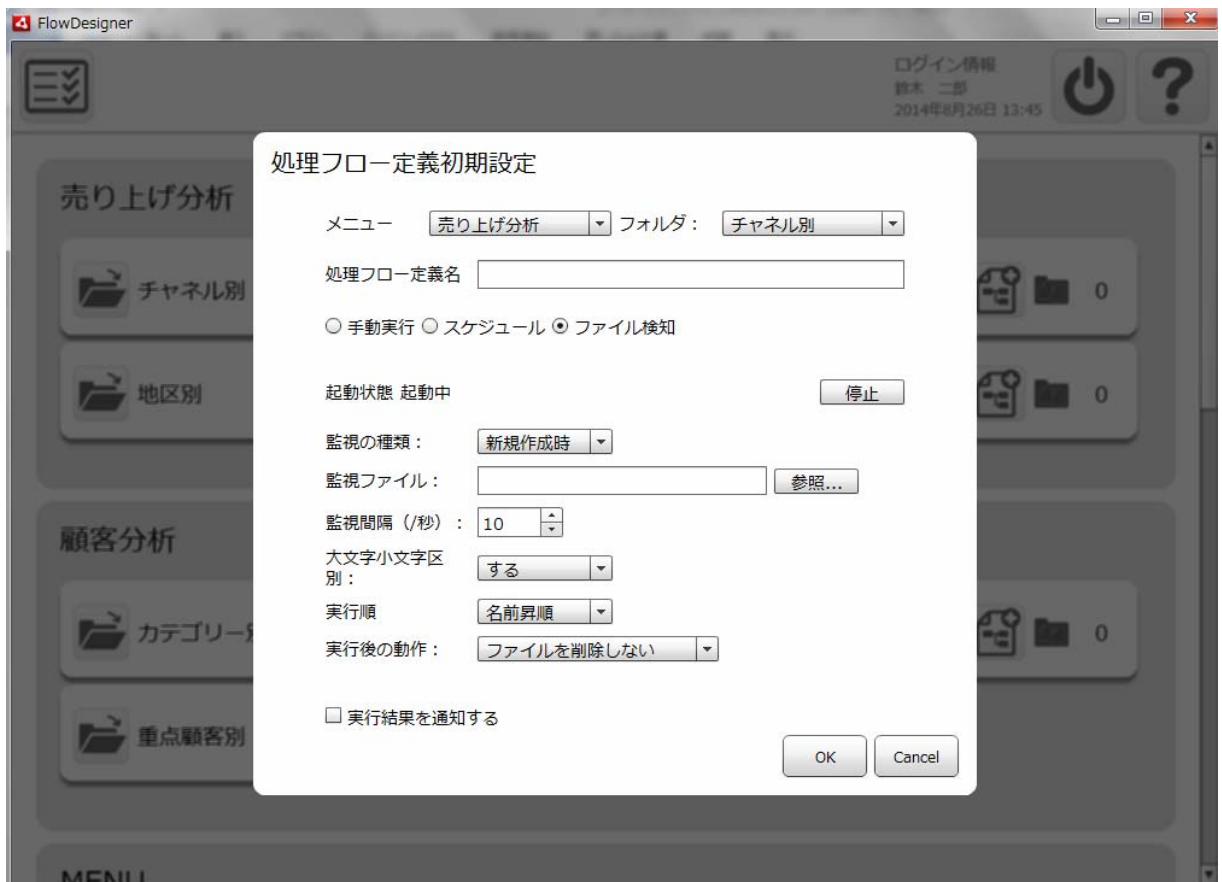 FlowDesigner
ログイン情報
鈴木 二郎
2014年8月26日 13:45
処理フロー定義初期設定
売り上げ分析
メニュー 売り上げ分析 フォルダ： チャネル別
処理フロー定義名
チャネル別
0
手動実行 スケジュール ファイル検知
地区別
0
起動状態 起動中 停止
監視の種類： 新規作成時
監視ファイル： 参照...
監視間隔（/秒）： 10
顧客分析
大文字小文字区
別： する
実行順 名前昇順
カテゴリー別
0
実行後の動作： ファイルを削除しない
実行結果を通知する
重点顧客別
OK Cancel
MENU